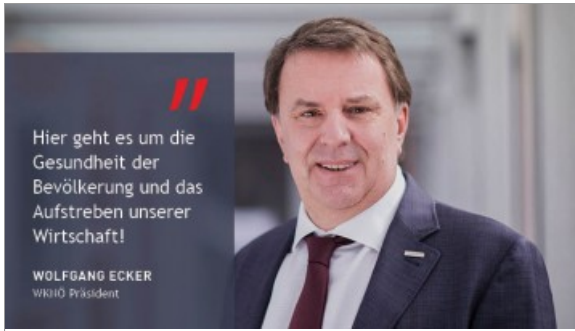 Hier geht es um die
Gesundheit der
Bevölkerung und das
Aufstreben unserer
Wirtschaft!
WOLFGANG ECKER
WKNÖ Präsident